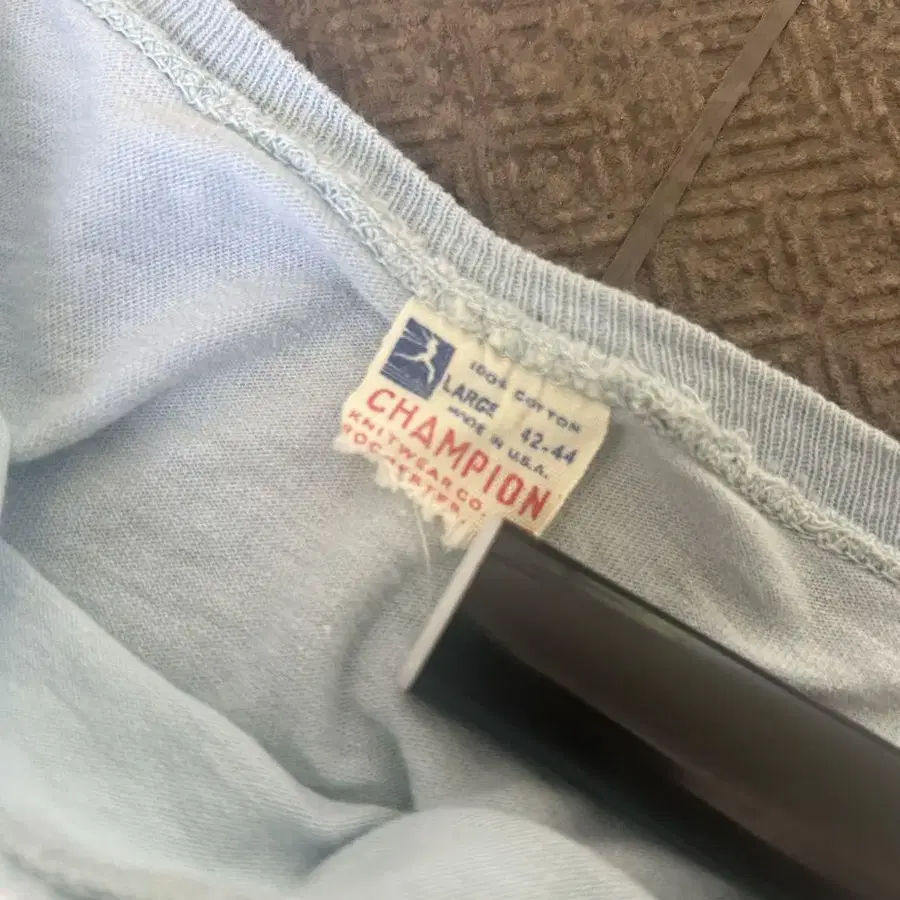 100% COTTON
LARGE 42-44
MADE IN U.S.A.
CHAMPION
KNITWEAR CO.